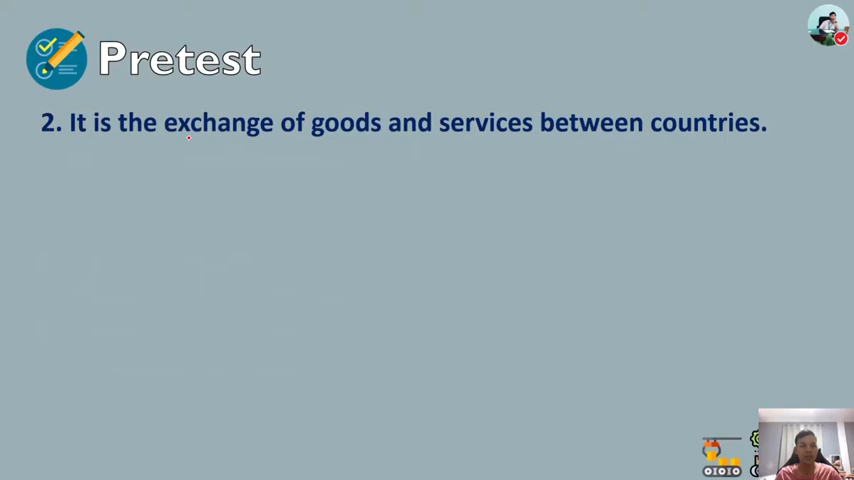 Pretest
2. It is the exchange of goods and services between countries.